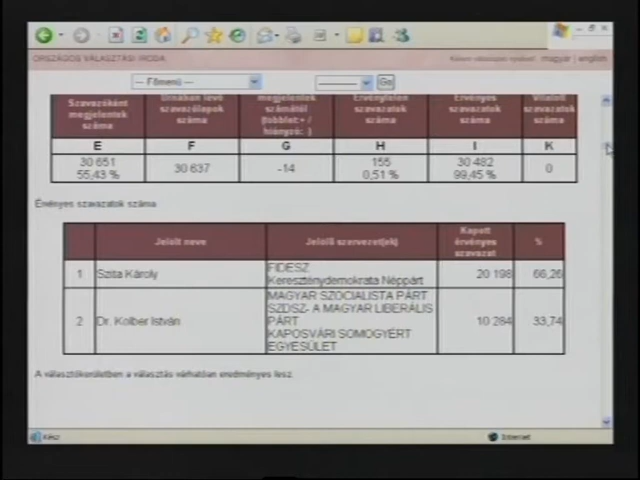 ORSZÁGOS VÁLASZTÁSI IRODA
magyar | english
--- Főmenü ---
Go
Szavazóként megjelentek száma
Urnában lévő szavazólapok száma
megjelentek számától (többlet:+ / hiányzó: )
Érvénytelen szavazatok száma
Érvényes szavazatok száma
szavazatok száma
E F G H I K
30 651 30 637 -14 155 30 482 0
55,43 % 0,51 % 99,45 %
Érvényes szavazatok száma
Jelölt neve Jelölő szervezet(ek) Kapott érvényes szavazat %
1 Szita Károly FIDESZ 20 198 66,26
Kereszténydemokrata Néppárt
2 Dr. Kolber István MAGYAR SZOCIALISTA PÁRT 10 284 33,74
SZDSZ- A MAGYAR LIBERÁLIS
PÁRT
KAPOSVÁRI SOMOGYÉRT
EGYESÜLET
A választókerületben a választás várhatóan eredményes lesz.
Kész
Internet